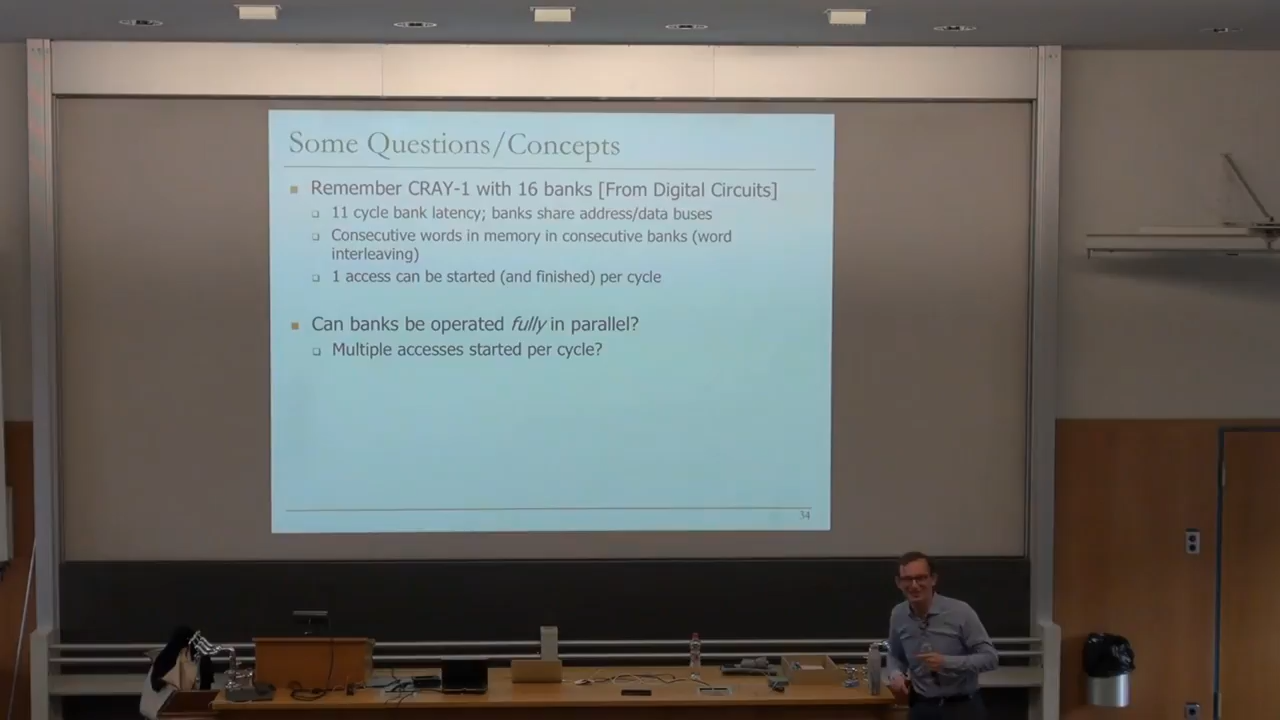 Some Questions/Concepts
Remember CRAY-1 with 16 banks [From Digital Circuits]
11 cycle bank latency; banks share address/data buses
Consecutive words in memory in consecutive banks (word
interleaving)
1 access can be started (and finished) per cycle
Can banks be operated fully in parallel?
Multiple accesses started per cycle?
34